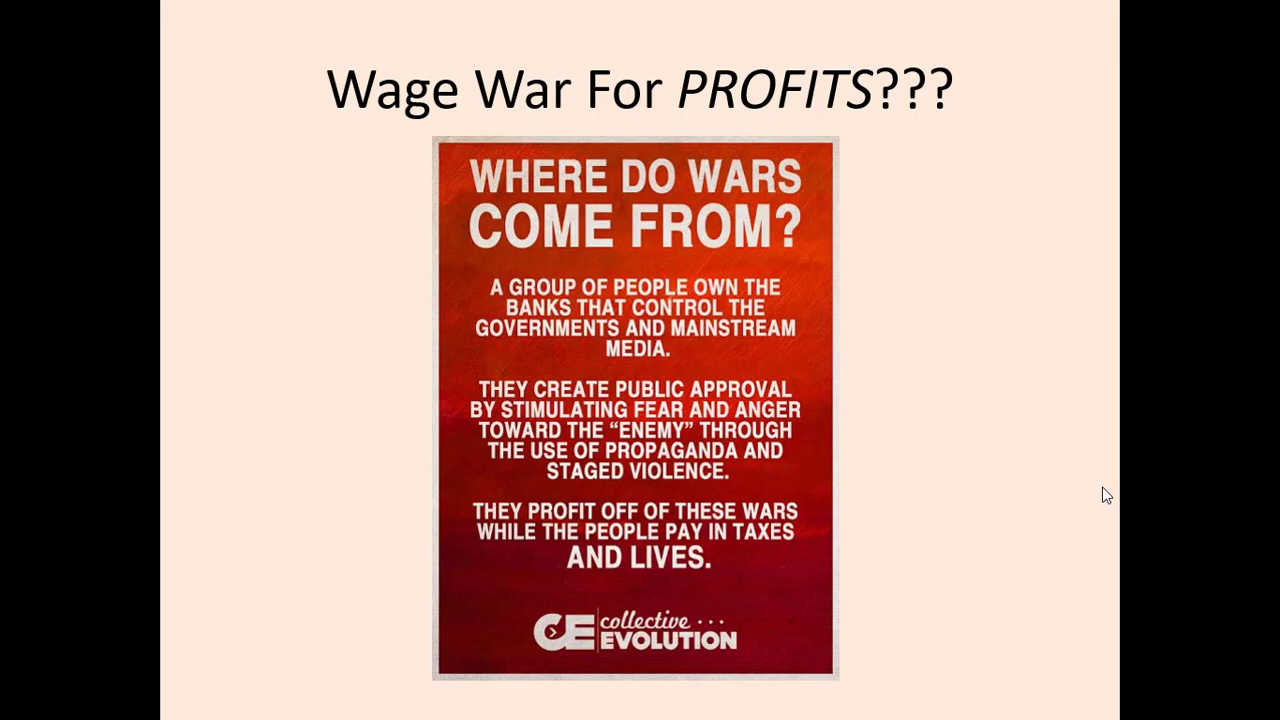 Wage War For PROFITS???
WHERE DO WARS
COME FROM?
A GROUP OF PEOPLE OWN THE
BANKS THAT CONTROL THE
GOVERNMENTS AND MAINSTREAM
MEDIA.
THEY CREATE PUBLIC APPROVAL
BY STIMULATING FEAR AND ANGER
TOWARD THE “ENEMY” THROUGH
THE USE OF PROPAGANDA AND
STAGED VIOLENCE.
THEY PROFIT OFF OF THESE WARS
WHILE THE PEOPLE PAY IN TAXES
AND LIVES.
CE collective ...
EVOLUTION